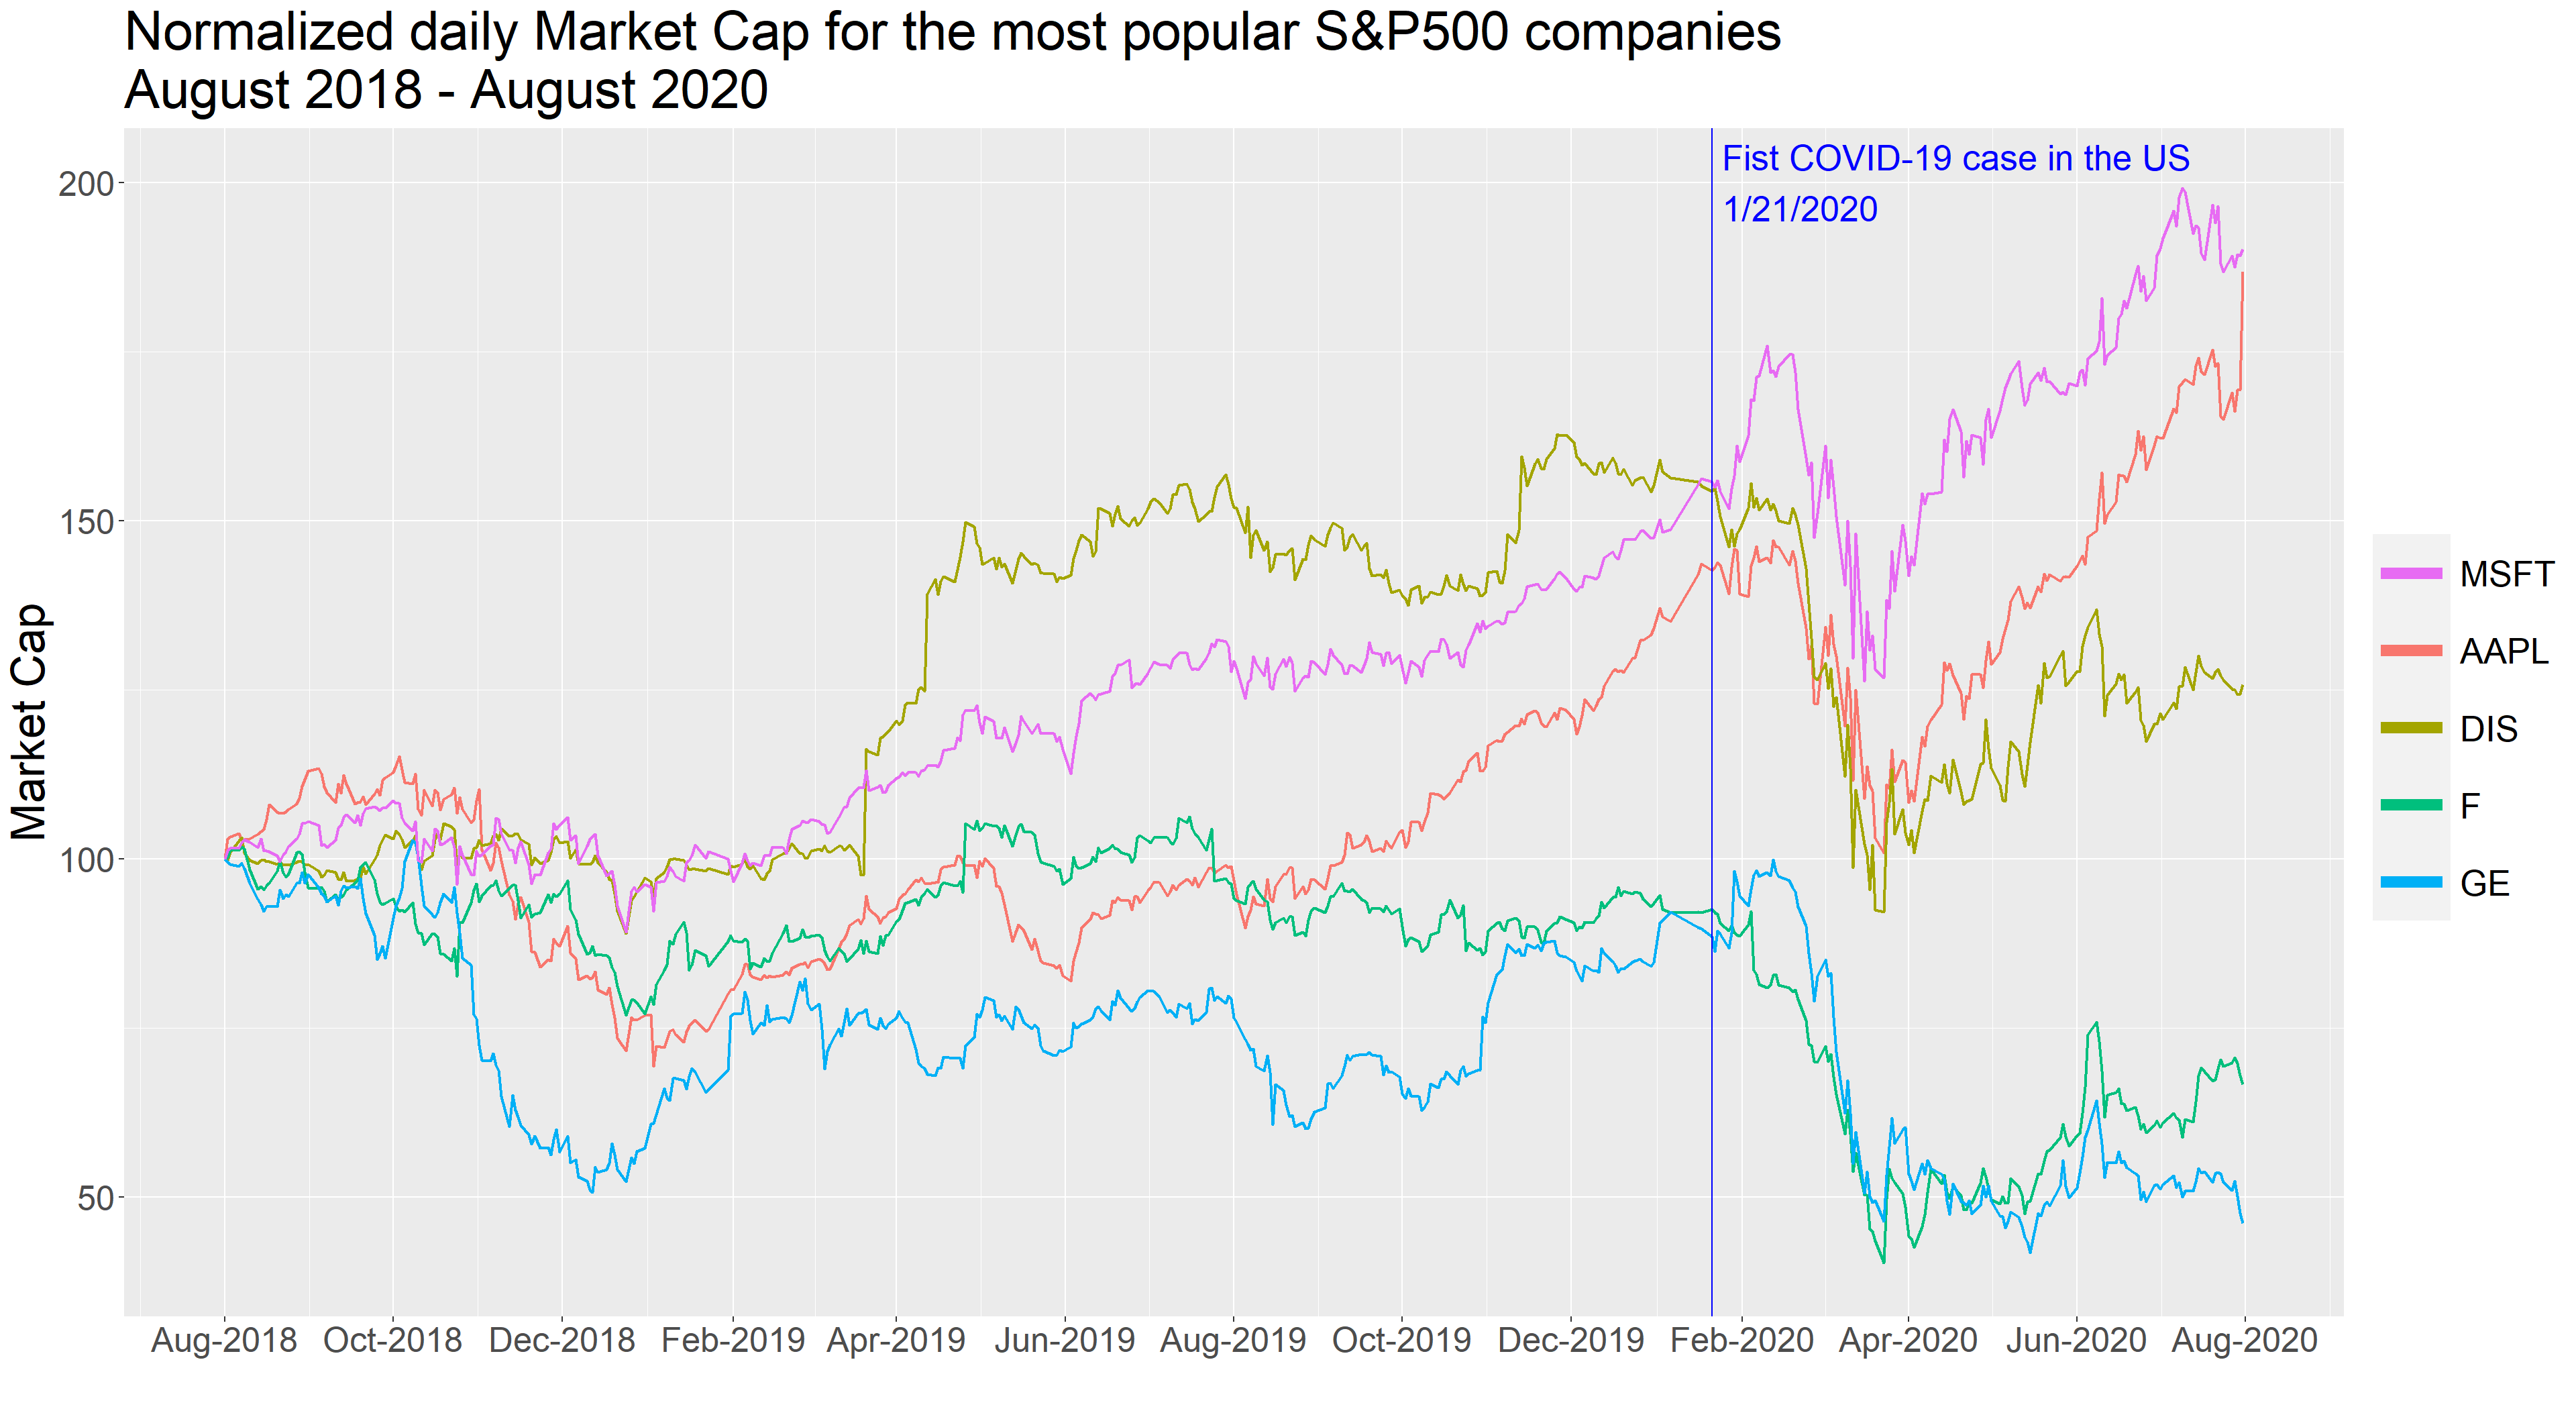 Normalized daily Market Cap for the most popular S&P500 companies
August 2018 - August 2020
Fist COVID-19 case in the US
1/21/2020
200
150
100
50
Market Cap
Aug-2018 Oct-2018 Dec-2018 Feb-2019 Apr-2019 Jun-2019 Aug-2019 Oct-2019 Dec-2019 Feb-2020 Apr-2020 Jun-2020 Aug-2020
MSFT
AAPL
DIS
F
GE